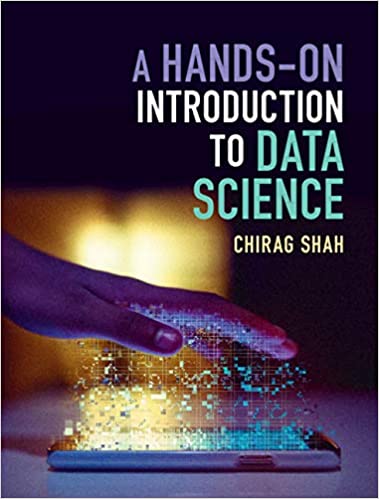 A HANDS-ON
INTRODUCTION
TO DATA
SCIENCE
CHIRAG SHAH